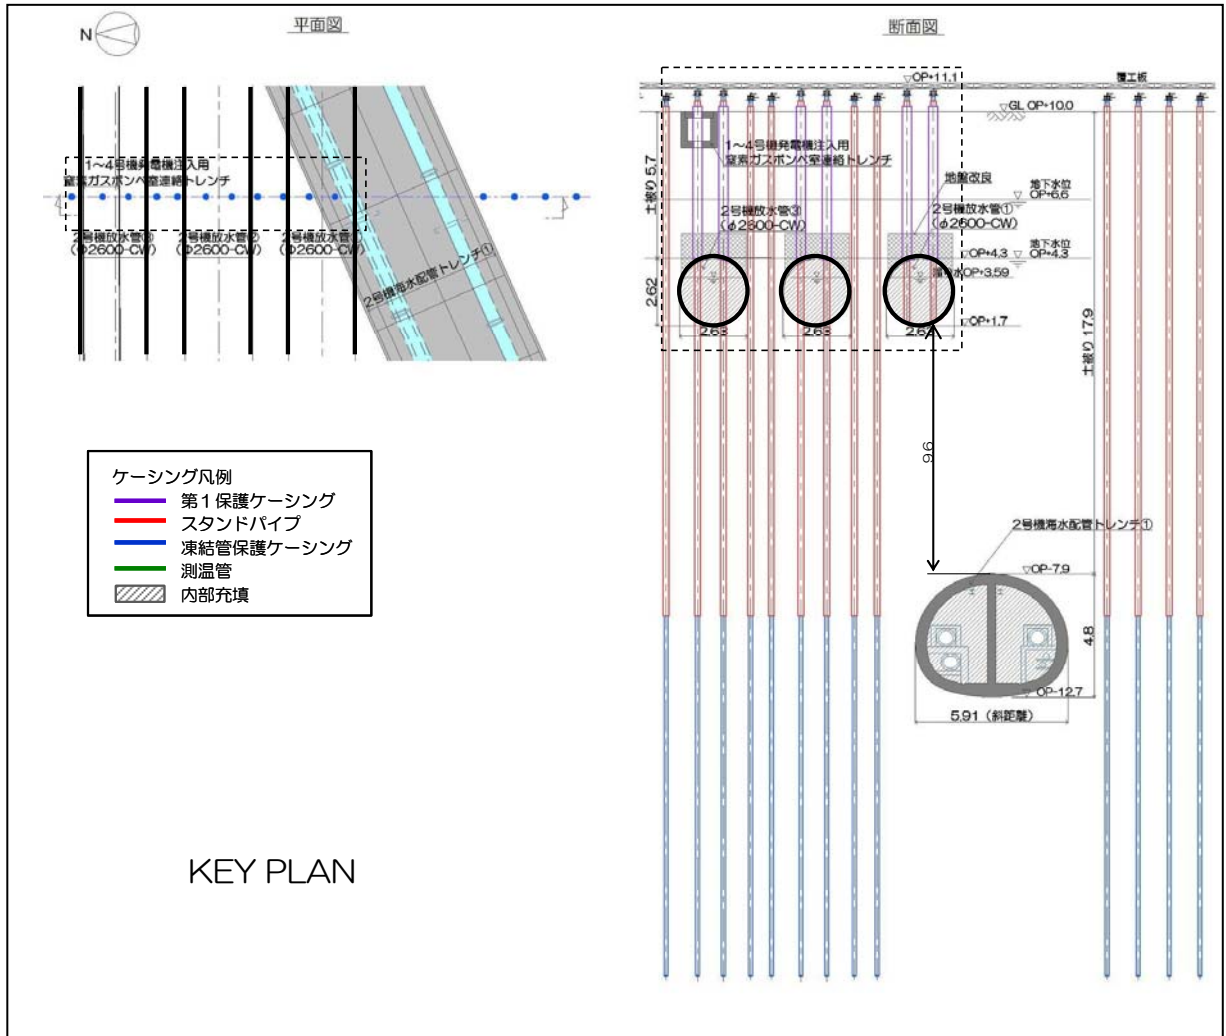 N
平面図
1～4号機発電機注入用
窒素ガスボンベ室連絡トレンチ
2号機放水管③
(φ2600-CW)
2号機放水管②
(φ2600-CW)
2号機放水管
(φ2600-CW)
2号機海水配管トレンチ①
ケーシング凡例
第１保護ケーシング
スタンドパイプ
凍結管保護ケーシング
測温管
内部充填
KEY PLAN
断面図
▽OP+11.1
覆工板
▽GL OP+10.0
1～4号機発電機注入用
窒素ガスボンベ室連絡トレンチ
土被り 5.7
地盤改良
地下水位
OP+6.6
2号機放水管③
(φ2600-CW)
2号機放水管①
(φ2600-CW)
▽OP+4.3
地下水位
OP+4.3
溜り水OP+3.59
2.62
▽OP+1.7
2.63
2.63
2.63
土被り 17.9
9.6
2号機海水配管トレンチ①
▽OP-7.9
4.8
▽OP-12.7
5.91（斜距離）